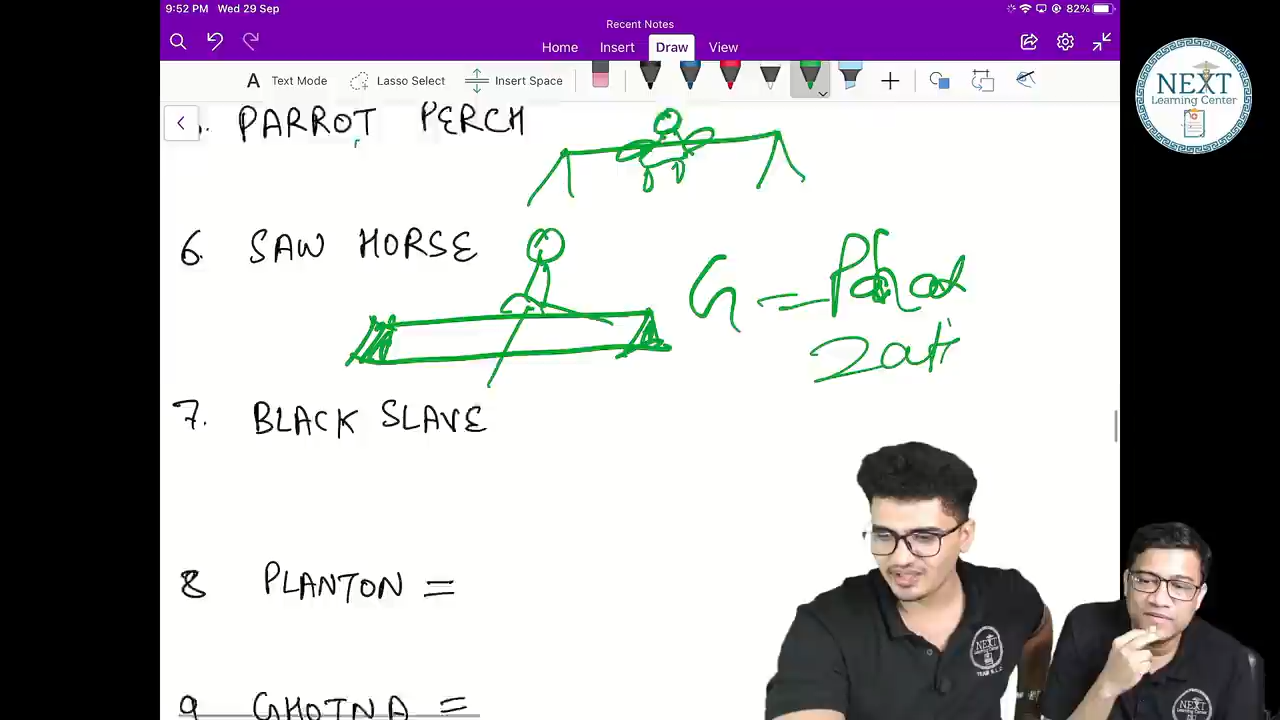 9:52 PM Wed 29 Sep
82%
Recent Notes
Home Insert Draw View
Text Mode Lasso Select Insert Space
NEXT
Learning Center
PARROT PERCH
6. SAW HORSE
G =
7. BLACK SLAVE
8 PLANTON =
9 GHOTNA =